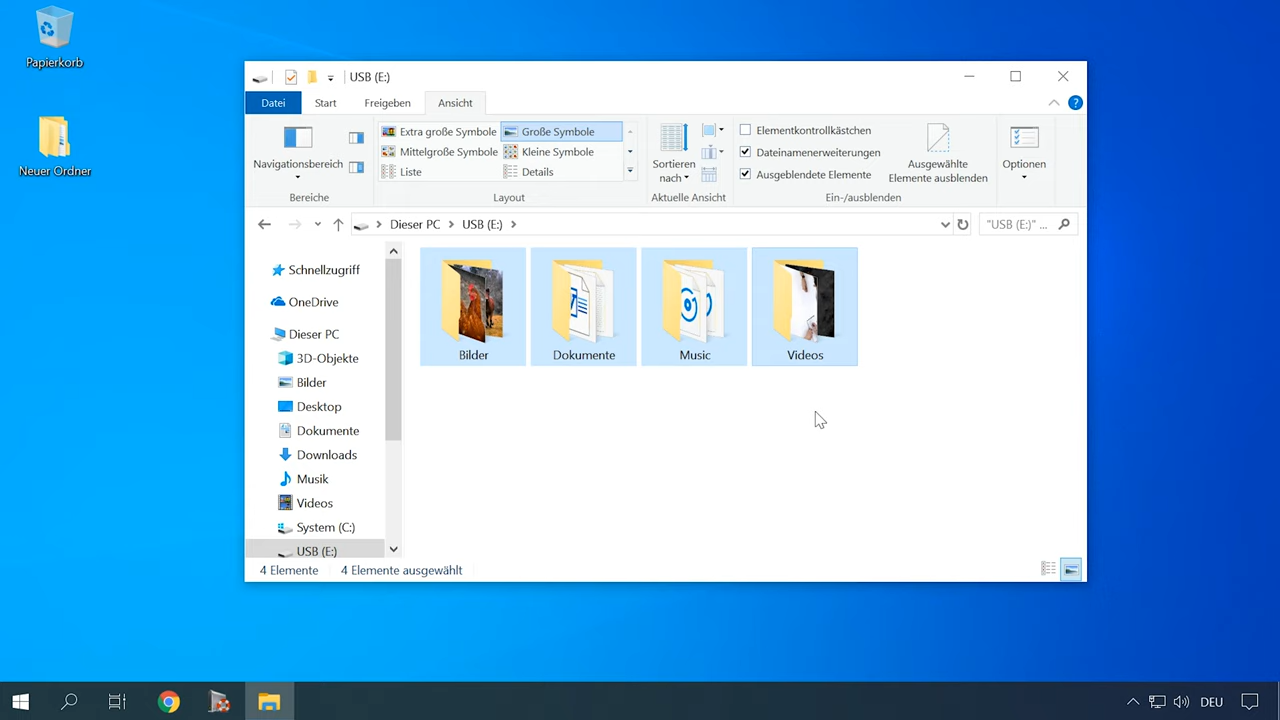 Papierkorb
Neuer Ordner
USB (E:)
Datei Start Freigeben Ansicht
Navigationsbereich
Bereiche
Extra große Symbole Große Symbole
Mittelgroße Symbole Kleine Symbole
Liste Details
Layout
Sortieren
nach
Aktuelle Ansicht
Elementkontrollkästchen
Dateinamenerweiterungen
Ausgeblendete Elemente
Ausgewählte
Elemente ausblenden
Ein-/ausblenden
Optionen
Dieser PC USB (E:)
"USB (E:)" ...
Schnellzugriff
OneDrive
Dieser PC
3D-Objekte
Bilder
Desktop
Dokumente
Downloads
Musik
Videos
System (C:)
USB (E:)
Bilder Dokumente Music Videos
4 Elemente 4 Elemente ausgewählt
DEU